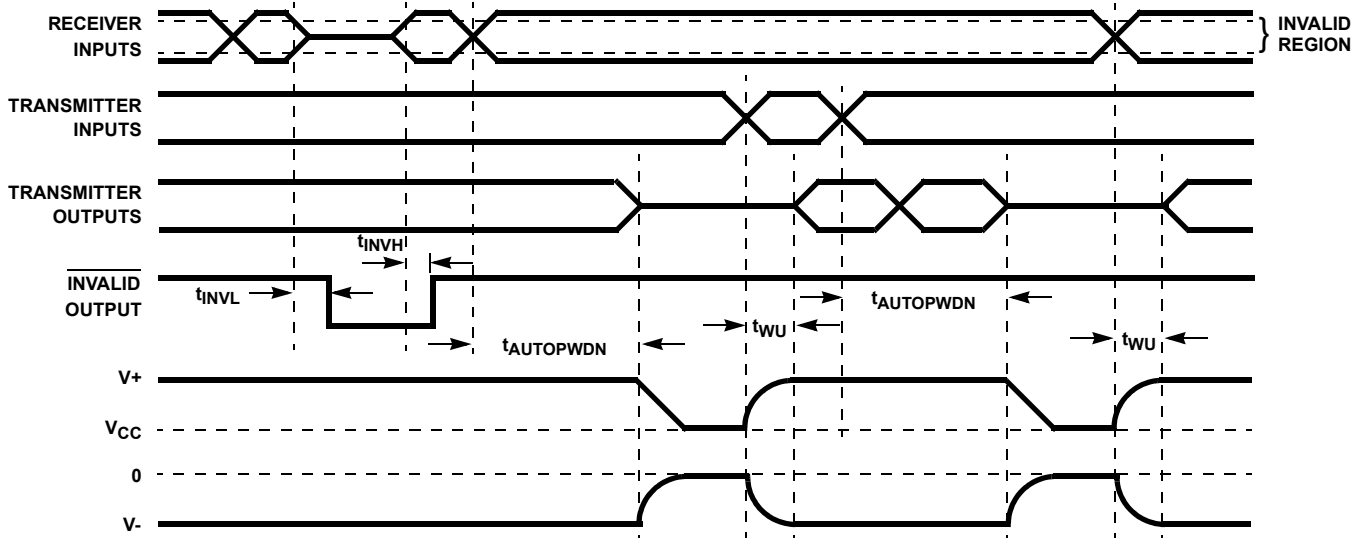 RECEIVER
INPUTS
} INVALID
REGION
TRANSMITTER
INPUTS
TRANSMITTER
OUTPUTS
tINVH
INVALID
OUTPUT
tINVL
tAUTOPWDN
tWU
tAUTOPWDN
tWU
V+
VCC
0
V-